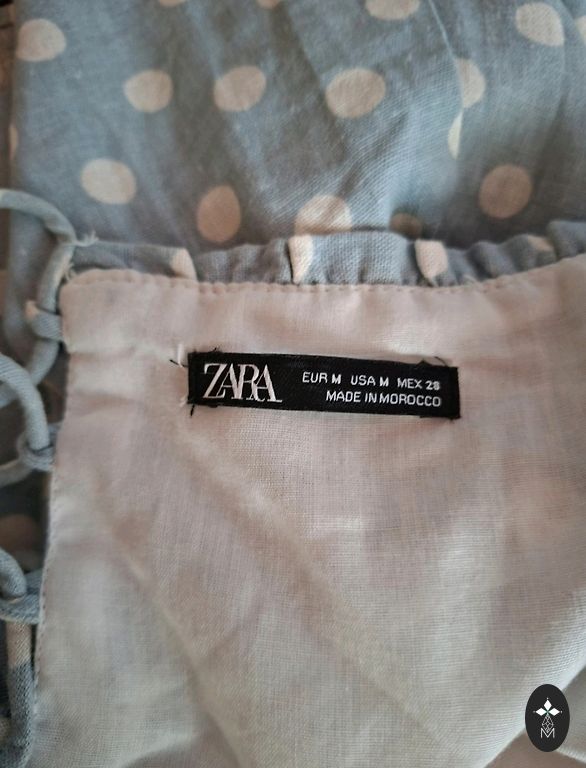 ZARA
EUR M USA M MEX 28
MADE IN MOROCCO
M